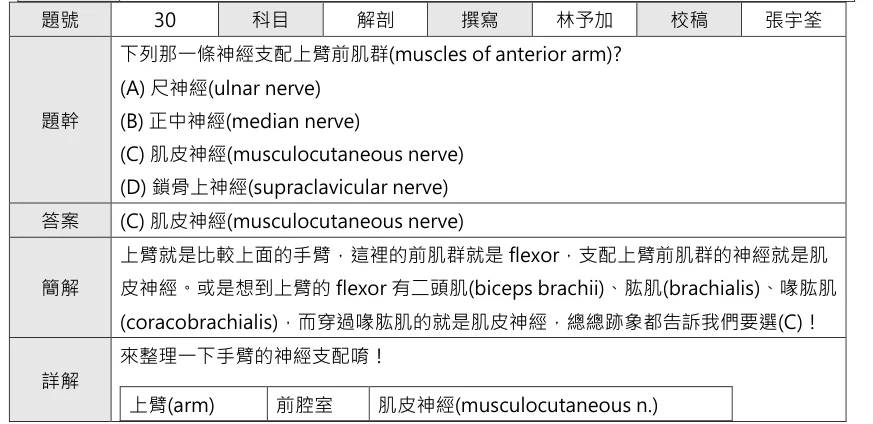 題號 30 科目 解剖 撰寫 林予加 校稿 張宇筌
下列那一條神經支配上臂前肌群(muscles of anterior arm)?
(A) 尺神經(ulnar nerve)
題幹 (B) 正中神經(median nerve)
(C) 肌皮神經(musculocutaneous nerve)
(D) 鎖骨上神經(supraclavicular nerve)
答案 (C) 肌皮神經(musculocutaneous nerve)
上臂就是比較上面的手臂，這裡的前肌群就是 flexor，支配上臂前肌群的神經就是肌
簡解 皮神經。或是想到上臂的 flexor 有二頭肌(biceps brachii)、肱肌(brachialis)、喙肱肌
(coracobrachialis)，而穿過喙肱肌的就是肌皮神經，總總跡象都告訴我們要選(C)！
來整理一下手臂的神經支配唷！
詳解
上臂(arm) 前腔室 肌皮神經(musculocutaneous n.)